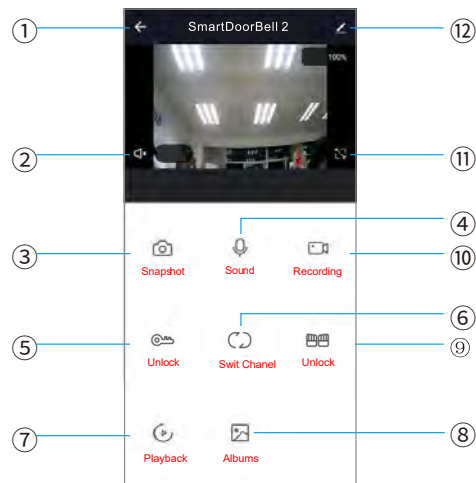 ① SmartDoorBell 2 ⑫
100%
② ⑪
④
③ ⑩
Snapshot Sound Recording
⑥
⑤ ⑨
Unlock Swit Chanel Unlock
⑦ ⑧
Playback Albums